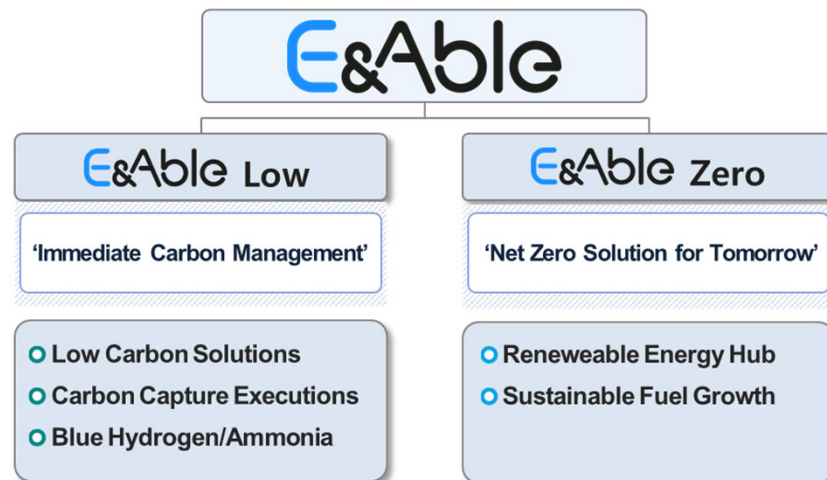 E&Able
E&Able Low
'Immediate Carbon Management'
Low Carbon Solutions
Carbon Capture Executions
Blue Hydrogen/Ammonia
E&Able Zero
'Net Zero Solution for Tomorrow'
Reneweable Energy Hub
Sustainable Fuel Growth